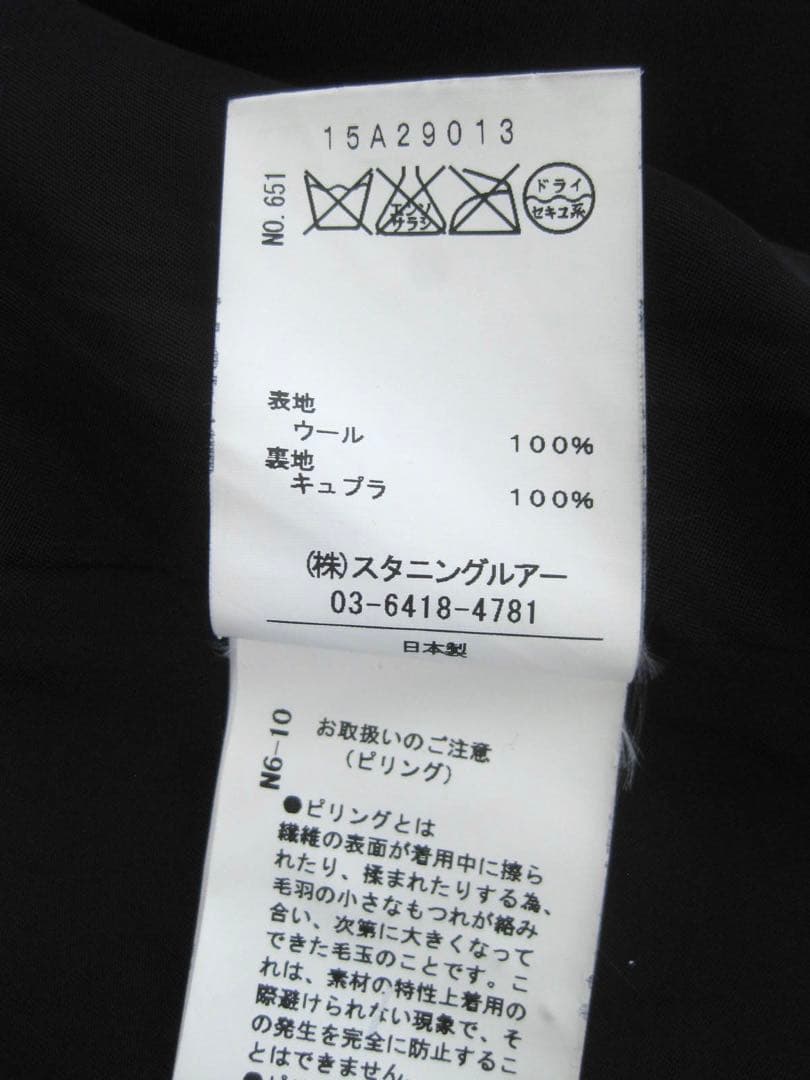 15A29013
NO.651
エンソ
サラシ
ドライ
セキユ系
表地
ウール 100%
裏地
キュプラ 100%
(株)スタニングルアー
03-6418-4781
日本製
N6-10
お取扱いのご注意
(ピリング)
●ピリングとは
繊維の表面が着用中に擦ら
れたり、揉まれたりする為、
毛羽の小さなもつれが絡み
合い、次第に大きくなって
できた毛玉のことです。こ
れは、素材の特性上着用の
際避けられない現象で、そ
の発生を完全に防止するこ
とはできません。